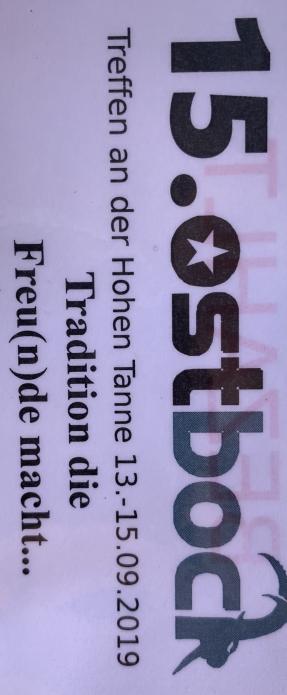 15.ostbock
Treffen an der Hohen Tanne 13.-15.09.2019
Tradition die
Freu(n)de macht...